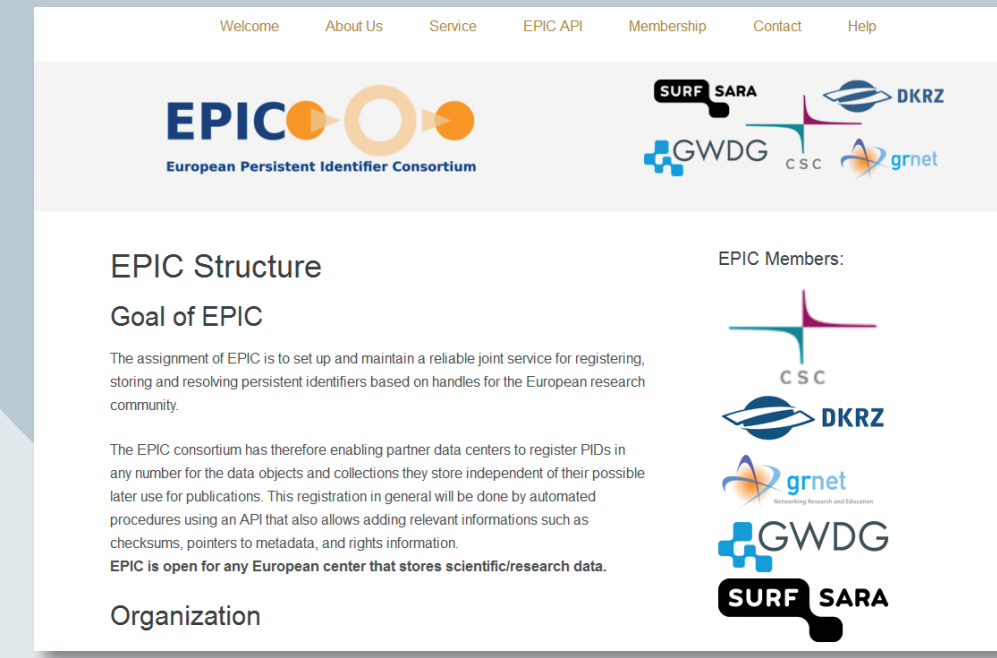 Welcome About Us Service EPIC API Membership Contact Help
EPIC
European Persistent Identifier Consortium
SURF SARA
DKRZ
GWDG
CSC
grnet
EPIC Structure
Goal of EPIC
The assignment of EPIC is to set up and maintain a reliable joint service for registering,
storing and resolving persistent identifiers based on handles for the European research
community.
The EPIC consortium has therefore enabling partner data centers to register PIDs in
any number for the data objects and collections they store independent of their possible
later use for publications. This registration in general will be done by automated
procedures using an API that also allows adding relevant informations such as
checksums, pointers to metadata, and rights information.
EPIC is open for any European center that stores scientific/research data.
Organization
EPIC Members:
CSC
DKRZ
grnet
Networking Research and Education
GWDG
SURF SARA